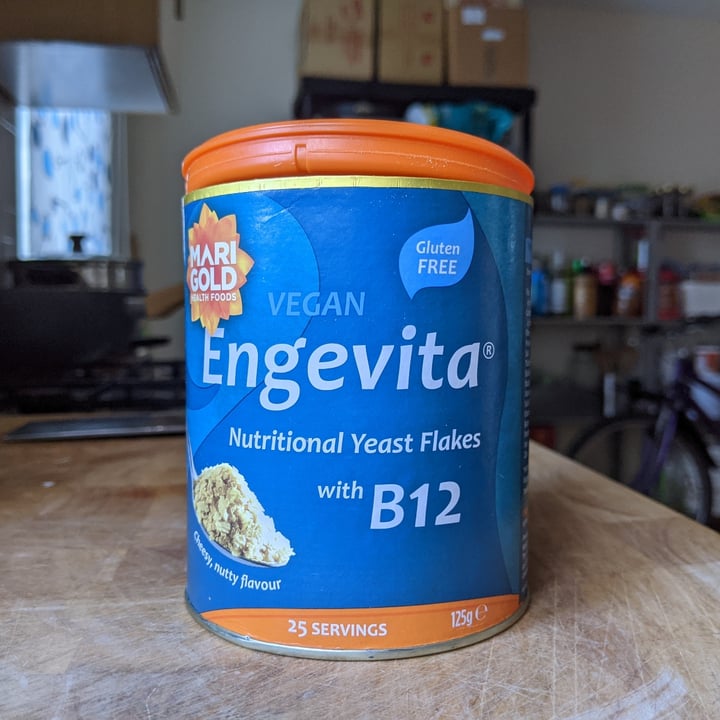 MARI
GOLD
HEALTH FOODS
Gluten
FREE
VEGAN
Engevita®
Nutritional Yeast Flakes
with B12
Cheesy, nutty flavour
25 SERVINGS
125g ℮